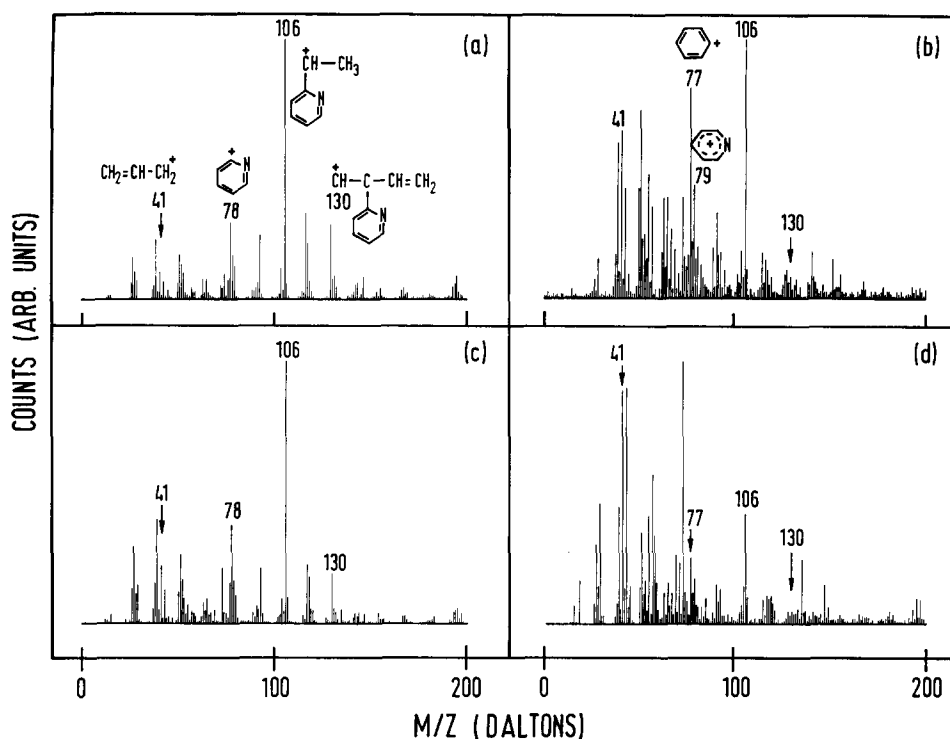 COUNTS (ARB. UNITS)
(a)
106
+
CH—CH₃
N
CH₂=CH-CH₂
+
41
+
N
78
+
CH—C—CH=CH₂
130
N
(b)
106
+
77
41
+
N
79
130
(c)
106
41
78
130
(d)
41
77
106
130
0
100
200
0
100
200
M/Z (DALTONS)